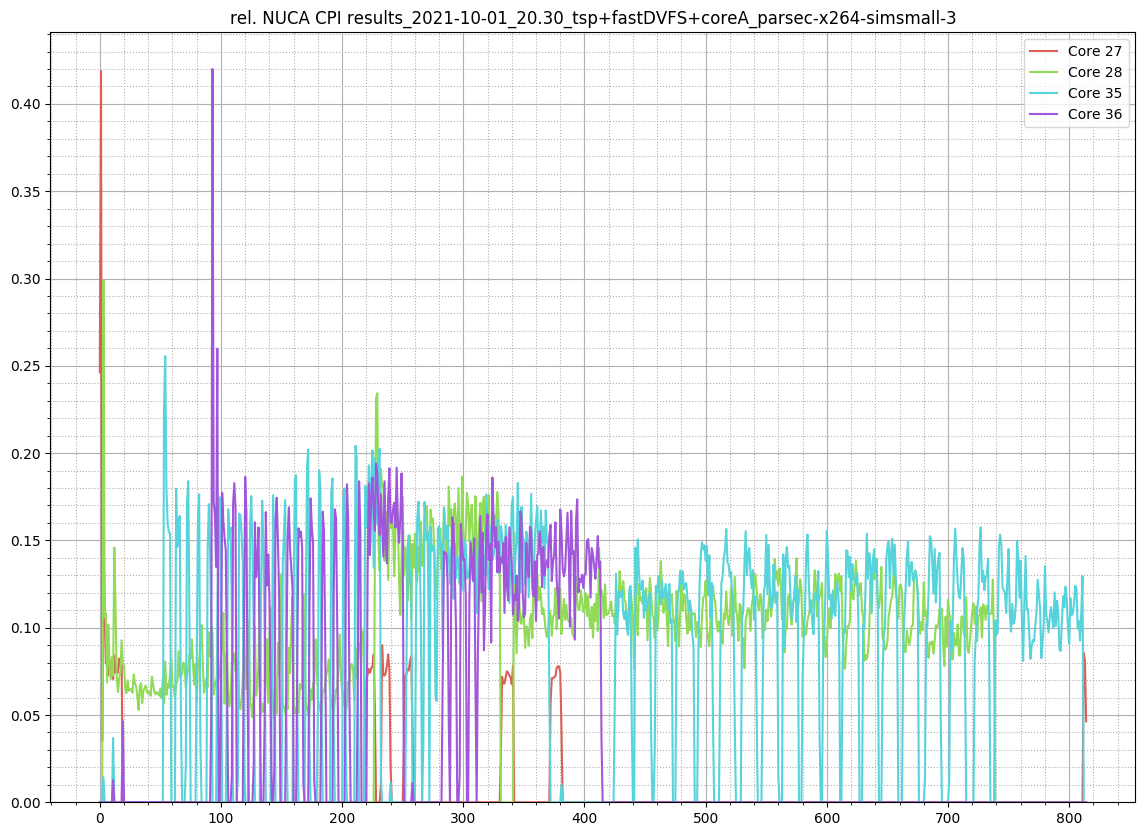 rel. NUCA CPI results_2021-10-01_20.30_tsp+fastDVFS+coreA_parsec-x264-simsmall-3
Core 27
Core 28
Core 35
Core 36
0.40
0.35
0.30
0.25
0.20
0.15
0.10
0.05
0.00
0 100 200 300 400 500 600 700 800